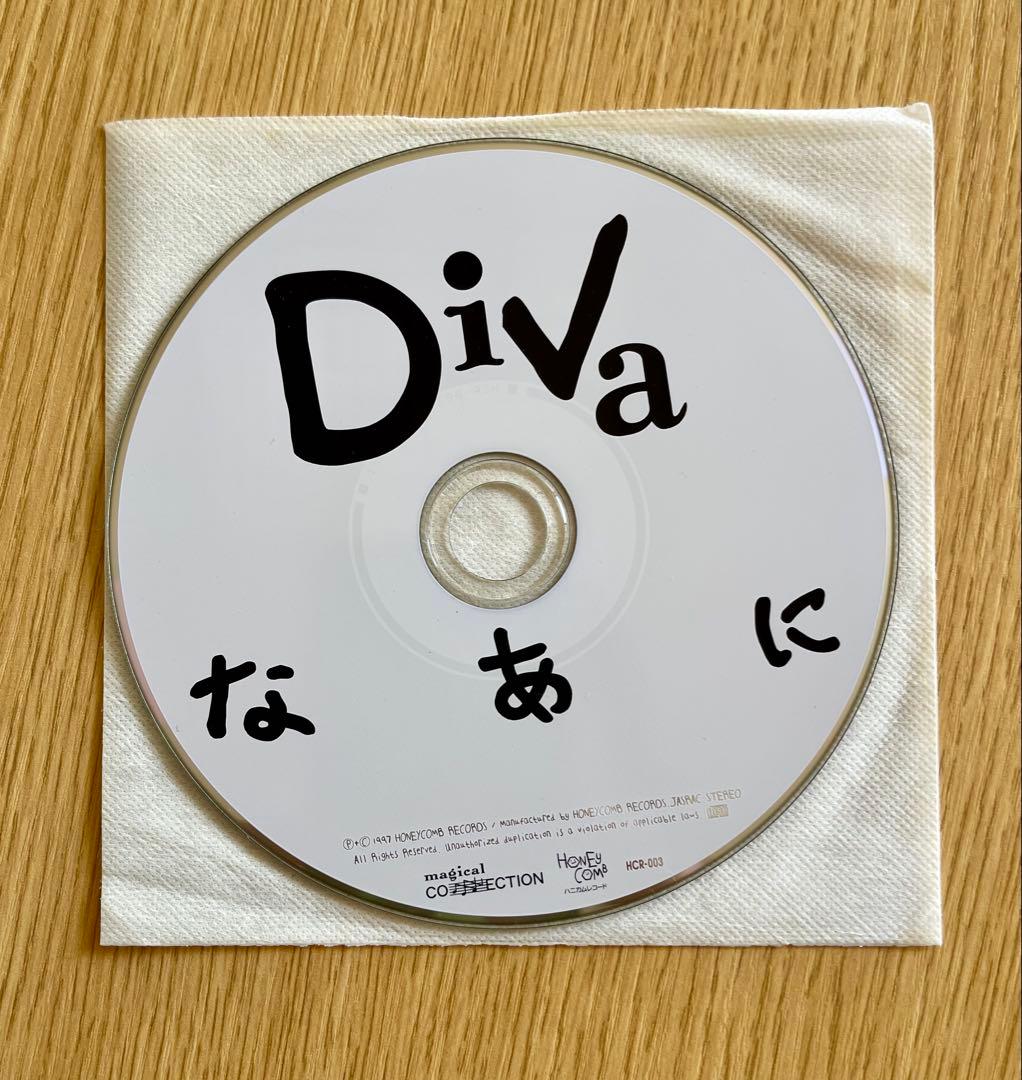 DiVa
な あ に
Ⓟ+Ⓒ 1997 HONEYCOMB RECORDS / Manufactured by HONEYCOMB RECORDS. JASRAC STEREO
All Rights Reserved. Unauthorized duplication is a violation of applicable laws.
magical
HONEY COMB
ハニカムレコード
HCR-003